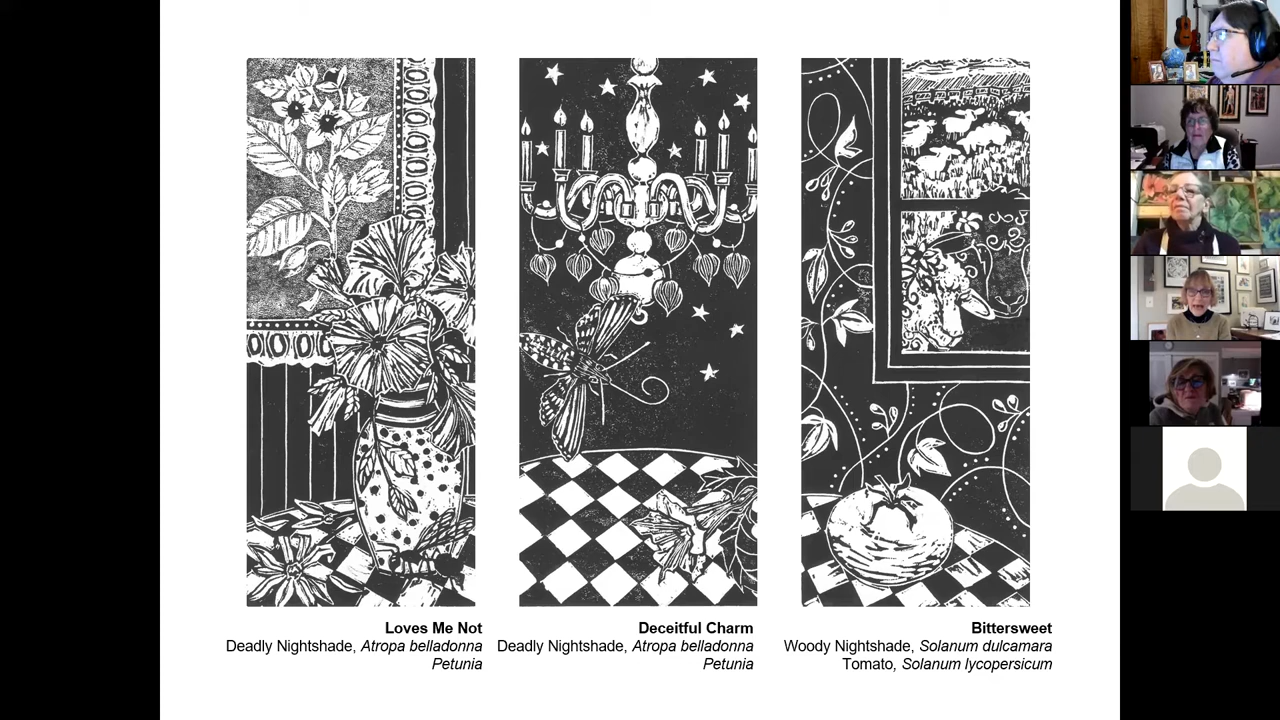 Loves Me Not
Deadly Nightshade, Atropa belladonna
Petunia
Deceitful Charm
Deadly Nightshade, Atropa belladonna
Petunia
Bittersweet
Woody Nightshade, Solanum dulcamara
Tomato, Solanum lycopersicum